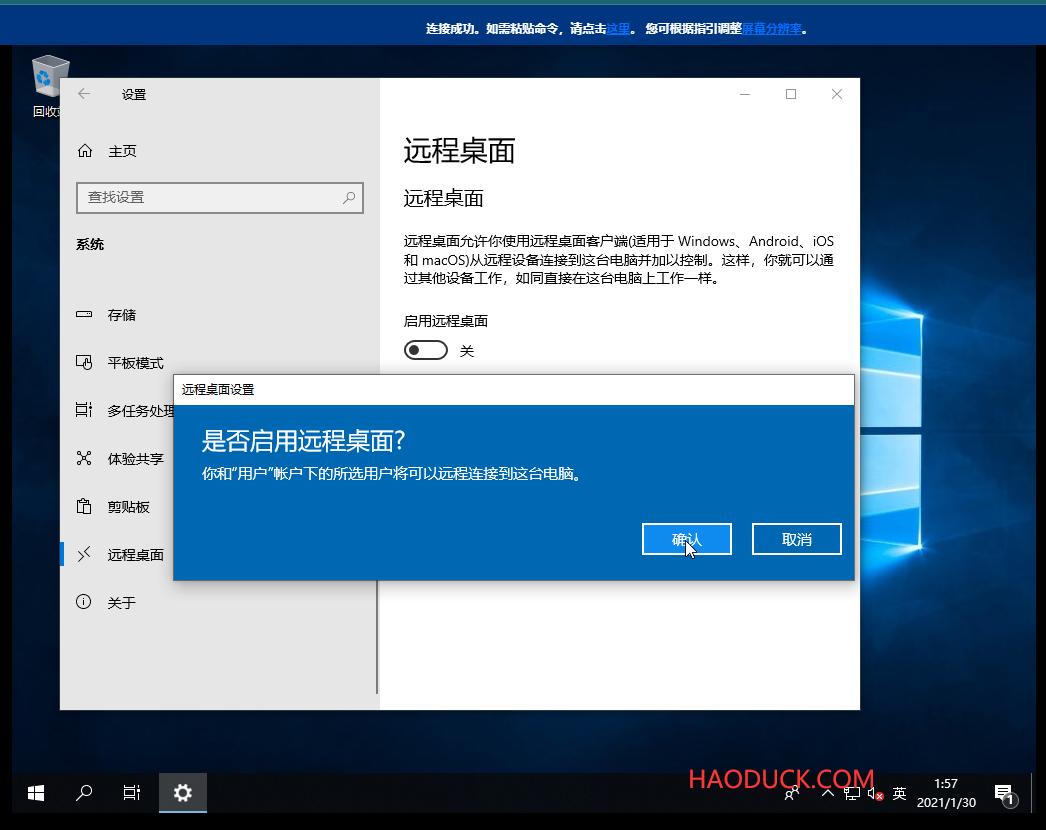 连接成功。如需粘贴命令，请点击这里。 您可根据指引调整屏幕分辨率。
回收
设置
主页
查找设置
系统
存储
平板模式
多任务处理
体验共享
剪贴板
远程桌面
关于
远程桌面
远程桌面
远程桌面允许你使用远程桌面客户端(适用于 Windows、Android、iOS
和 macOS)从远程设备连接到这台电脑并加以控制。这样，你就可以通
过其他设备工作，如同直接在这台电脑上工作一样。
启用远程桌面
关
远程桌面设置
是否启用远程桌面?
你和“用户”帐户下的所选用户将可以远程连接到这台电脑。
确认
取消
HAODUCK.COM
英
1:57
2021/1/30
1